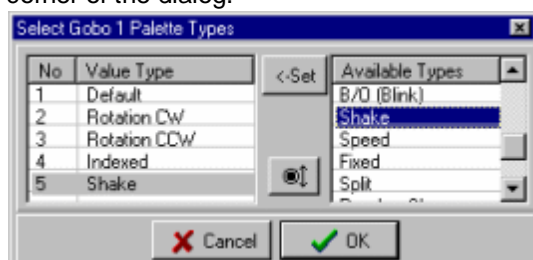 corner of the dialog.
Select Gobo 1 Palette Types
No Value Type <-Set Available Types
1 Default B/O (Blink)
2 Rotation CW Shake
3 Rotation CCW Speed
4 Indexed Fixed
5 Shake Split
Cancel OK